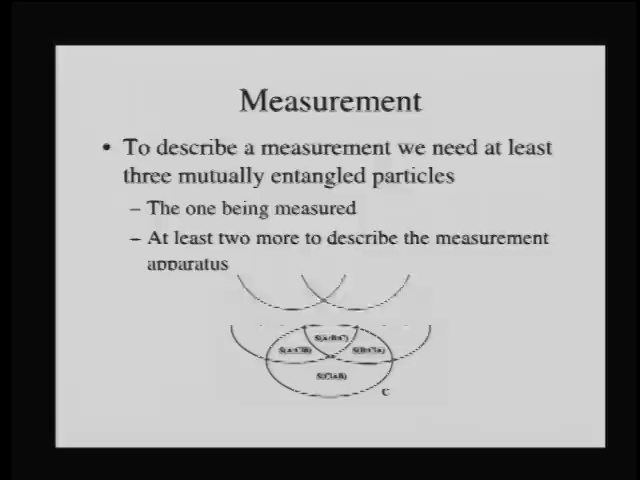 Measurement
• To describe a measurement we need at least
three mutually entangled particles
– The one being measured
– At least two more to describe the measurement
apparatus
S(A:B:C)
S(A:C|B) S(B:C|A)
S(C|AB)
C